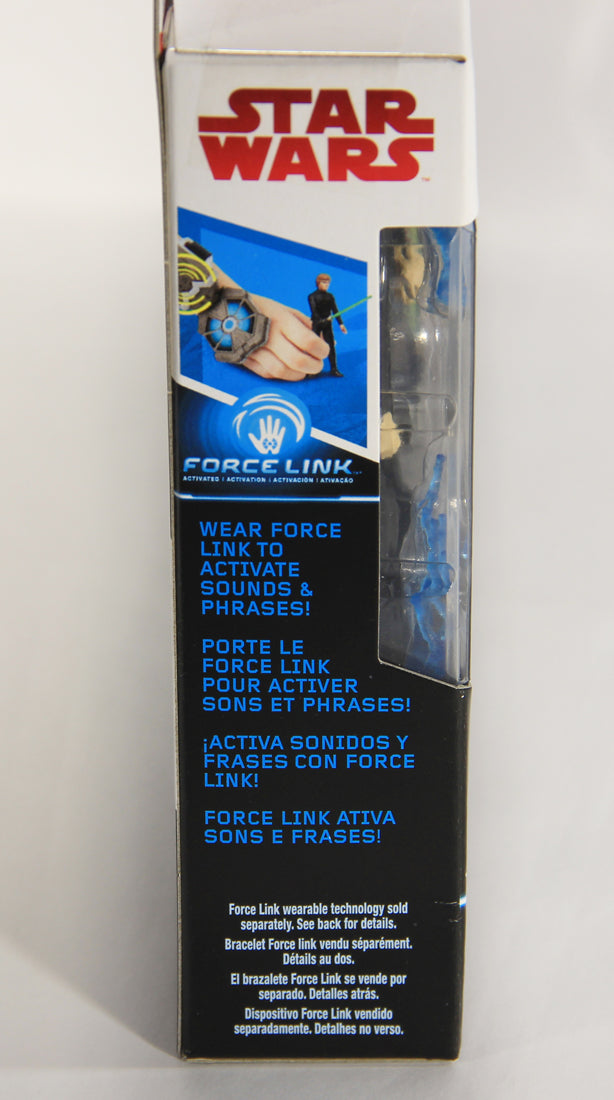 STAR
WARS™
FORCE LINK™
ACTIVATED | ACTIVATION | ACTIVACIÓN | ATIVAÇÃO
WEAR FORCE
LINK TO
ACTIVATE
SOUNDS &
PHRASES!
PORTE LE
FORCE LINK
POUR ACTIVER
SONS ET PHRASES!
¡ACTIVA SONIDOS Y
FRASES CON FORCE
LINK!
FORCE LINK ATIVA
SONS E FRASES!
Force Link wearable technology sold
separately. See back for details.
Bracelet Force link vendu séparément.
Détails au dos.
El brazalete Force Link se vende por
separado. Detalles atrás.
Dispositivo Force Link vendido
separadamente. Detalhes no verso.